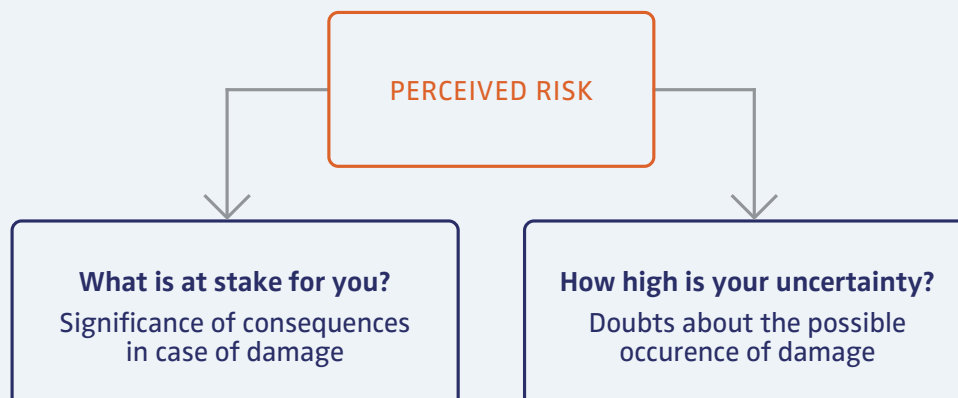 PERCEIVED RISK
What is at stake for you?
Significance of consequences
in case of damage
How high is your uncertainty?
Doubts about the possible
occurence of damage